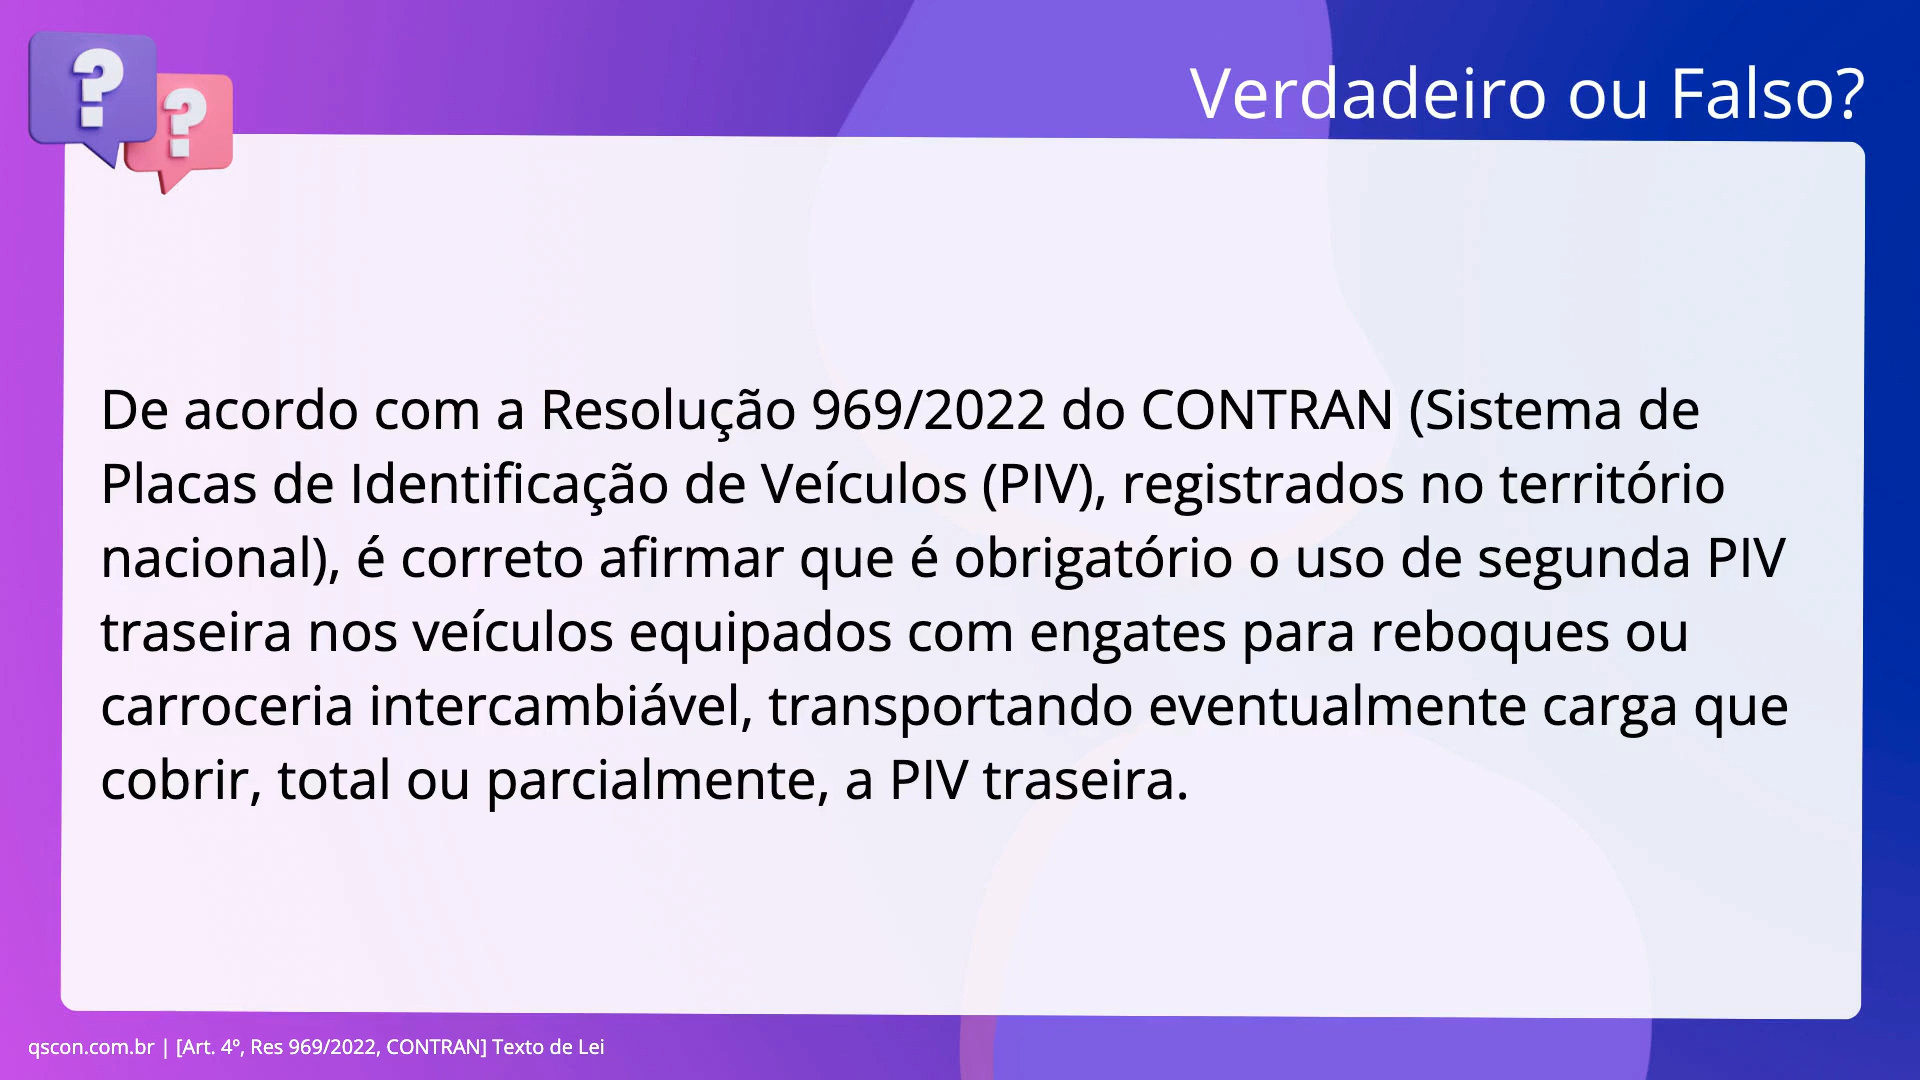 Verdadeiro ou Falso?
De acordo com a Resolução 969/2022 do CONTRAN (Sistema de
Placas de Identificação de Veículos (PIV), registrados no território
nacional), é correto afirmar que é obrigatório o uso de segunda PIV
traseira nos veículos equipados com engates para reboques ou
carroceria intercambiável, transportando eventualmente carga que
cobrir, total ou parcialmente, a PIV traseira.
qscon.com.br | [Art. 4º, Res 969/2022, CONTRAN] Texto de Lei